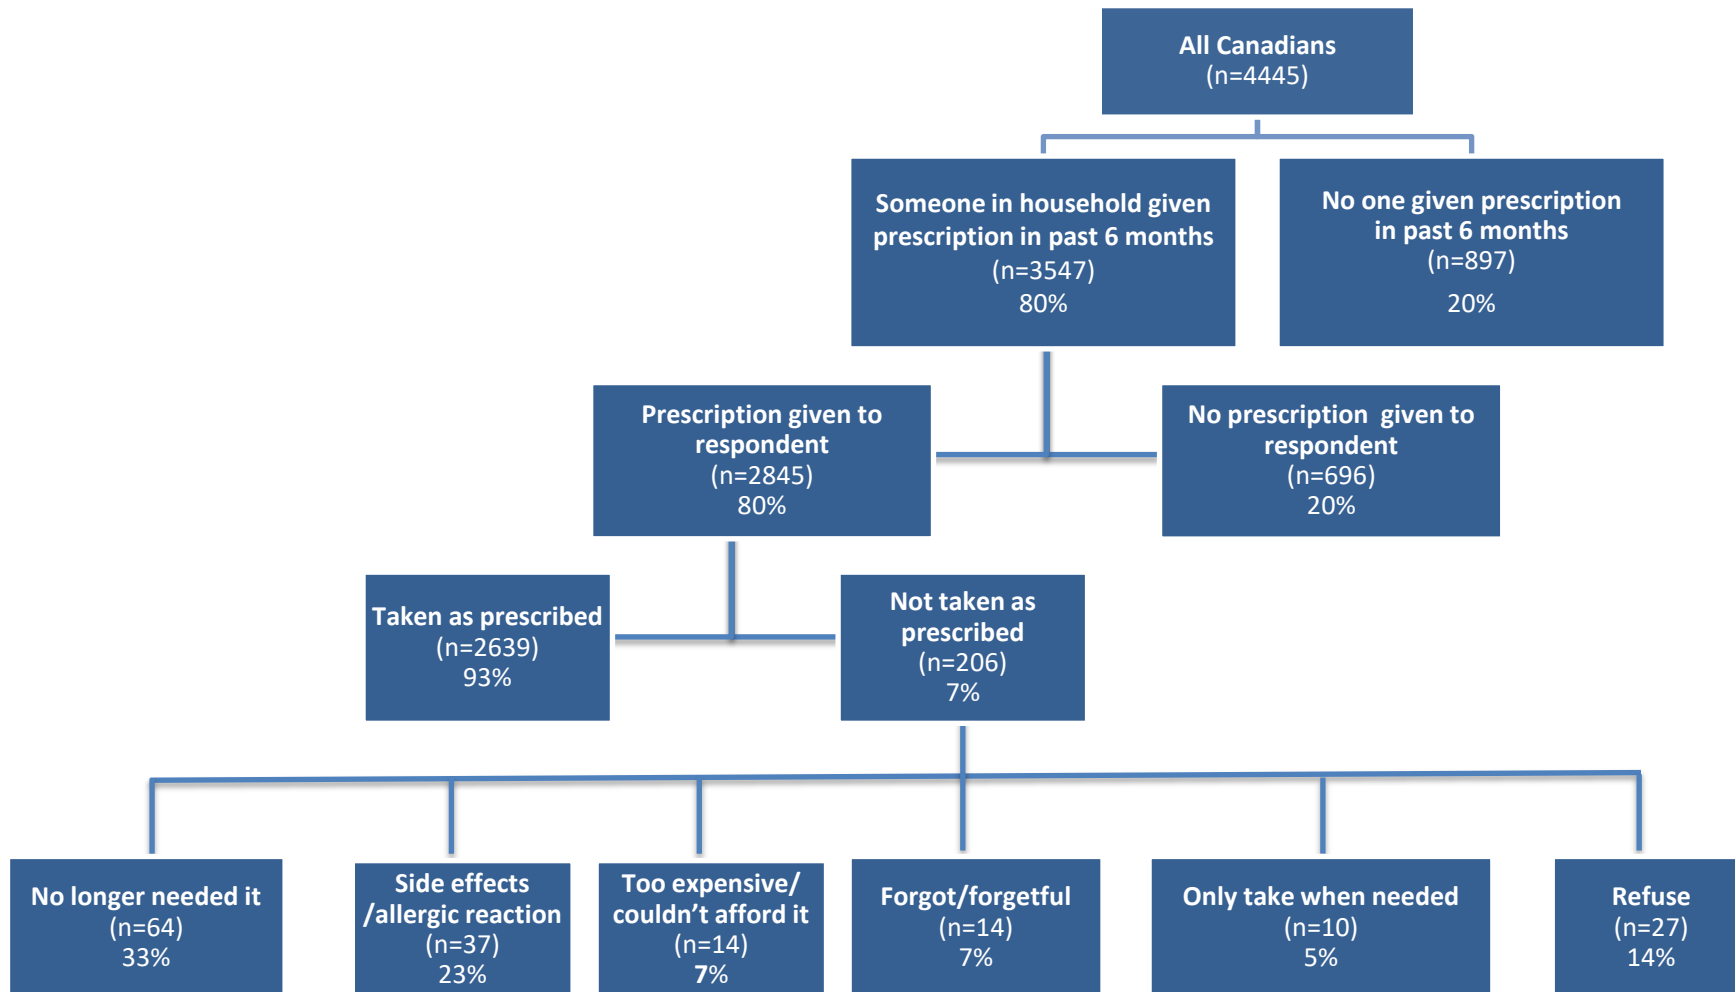 All Canadians
(n=4445)
Someone in household given
prescription in past 6 months
(n=3547)
80%
No one given prescription
in past 6 months
(n=897)
20%
Prescription given to
respondent
(n=2845)
80%
No prescription given to
respondent
(n=696)
20%
Taken as prescribed
(n=2639)
93%
Not taken as
prescribed
(n=206)
7%
No longer needed it
(n=64)
33%
Side effects
/allergic reaction
(n=37)
23%
Too expensive/
couldn’t afford it
(n=14)
7%
Forgot/forgetful
(n=14)
7%
Only take when needed
(n=10)
5%
Refuse
(n=27)
14%